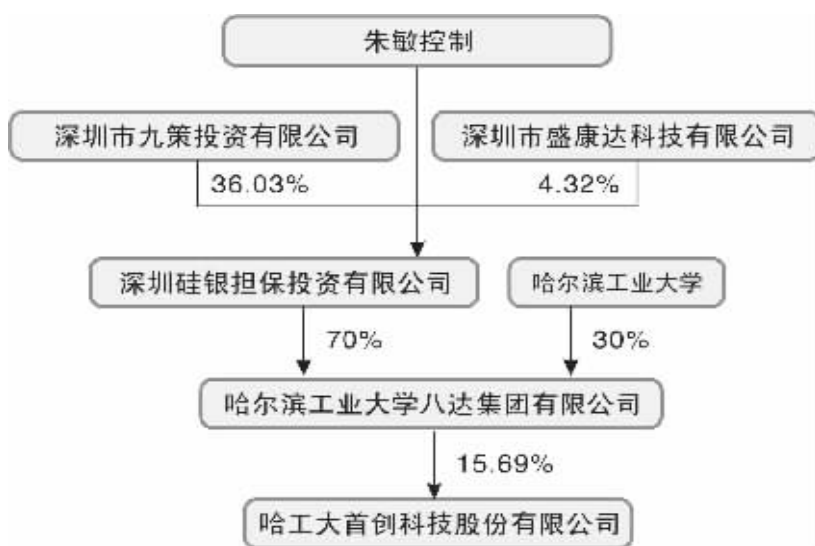 朱敏控制
深圳市九策投资有限公司
深圳市盛康达科技有限公司
36.03%
4.32%
深圳硅银担保投资有限公司
哈尔滨工业大学
70%
30%
哈尔滨工业大学八达集团有限公司
15.69%
哈工大首创科技股份有限公司